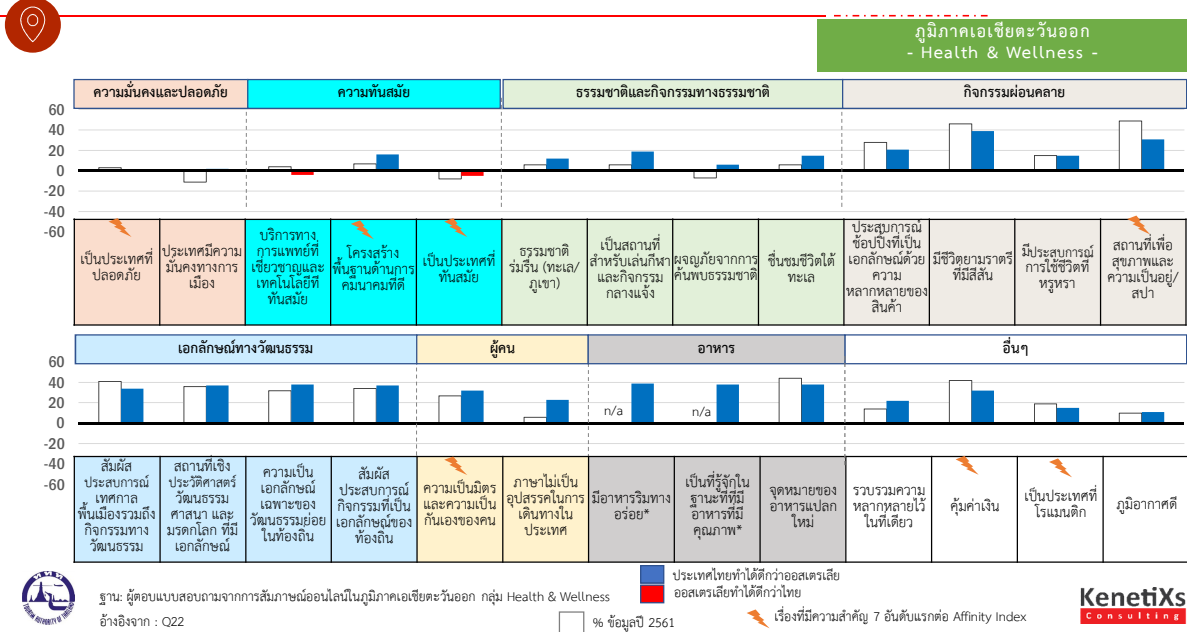 ภูมิภาคเอเชียตะวันออก
- Health & Wellness -
ความมั่นคงและปลอดภัย
ความทันสมัย
ธรรมชาติและกิจกรรมทางธรรมชาติ
กิจกรรมผ่อนคลาย
60
40
20
0
-20
-40
-60
เป็นประเทศที่
ปลอดภัย
ประเทศมีความ
มั่นคงทางการ
เมือง
บริการทาง
การแพทย์ที่
เชี่ยวชาญและ
เทคโนโลยีที่
ทันสมัย
โครงสร้าง
พื้นฐานด้านการ
คมนาคมที่ดี
เป็นประเทศที่
ทันสมัย
ธรรมชาติ
ร่มรื่น (ทะเล/
ภูเขา)
เป็นสถานที่
สำหรับเล่นกีฬา
และกิจกรรม
กลางแจ้ง
ผจญภัยจากการ
ค้นพบธรรมชาติ
ชื่นชมชีวิตใต้
ทะเล
ประสบการณ์
ช้อปปิ้งที่เป็น
เอกลักษณ์ด้วย
ความ
หลากหลายของ
สินค้า
มีชีวิตยามราตรี
ที่มีสีสัน
มีประสบการณ์
การใช้ชีวิตที่
หรูหรา
สถานที่เพื่อ
สุขภาพและ
ความเป็นอยู่/
สปา
เอกลักษณ์ทางวัฒนธรรม
ผู้คน
อาหาร
อื่นๆ
60
40
20
0
-20
-40
-60
n/a
n/a
สัมผัส
ประสบการณ์
เทศกาล
พื้นเมืองรวมถึง
กิจกรรมทาง
วัฒนธรรม
สถานที่เชิง
ประวัติศาสตร์
วัฒนธรรม
ศาสนา และ
มรดกโลก ที่มี
เอกลักษณ์
ความเป็น
เอกลักษณ์
เฉพาะของ
วัฒนธรรมย่อย
ในท้องถิ่น
สัมผัส
ประสบการณ์
กิจกรรมที่เป็น
เอกลักษณ์ของ
ท้องถิ่น
ความเป็นมิตร
และความเป็น
กันเองของคน
ภาษาไม่เป็น
อุปสรรคในการ
เดินทางใน
ประเทศ
มีอาหารริมทาง
อร่อย*
เป็นที่รู้จักใน
ฐานะที่ที่มี
อาหารที่มี
คุณภาพ*
จุดหมายของ
อาหารแปลก
ใหม่
รวบรวมความ
หลากหลายไว้
ในที่เดียว
คุ้มค่าเงิน
เป็นประเทศที่
โรแมนติก
ภูมิอากาศดี
ททท
TOURISM AUTHORITY OF THAILAND
ฐาน: ผู้ตอบแบบสอบถามจากการสัมภาษณ์ออนไลน์ในภูมิภาคเอเชียตะวันออก กลุ่ม Health & Wellness
อ้างอิงจาก : Q22
ประเทศไทยทำได้ดีกว่าออสเตรเลีย
ออสเตรเลียทำได้ดีกว่าไทย
% ข้อมูลปี 2561
เรื่องที่มีความสำคัญ 7 อันดับแรกต่อ Affinity Index
KenetiXs
Consulting